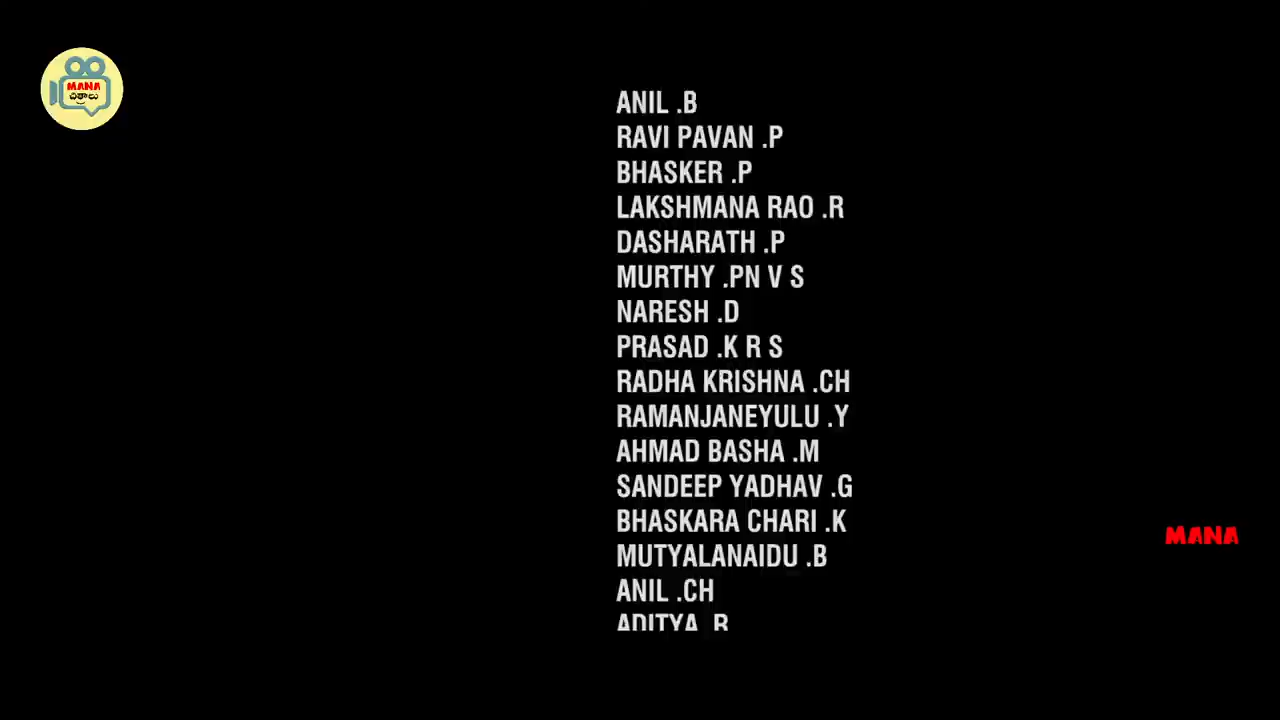 MANA
చిత్రాలు
ANIL .B
RAVI PAVAN .P
BHASKER .P
LAKSHMANA RAO .R
DASHARATH .P
MURTHY .PN V S
NARESH .D
PRASAD .K R S
RADHA KRISHNA .CH
RAMANJANEYULU .Y
AHMAD BASHA .M
SANDEEP YADHAV .G
BHASKARA CHARI .K
MUTYALANAIDU .B
ANIL .CH
ADITYA
MANA